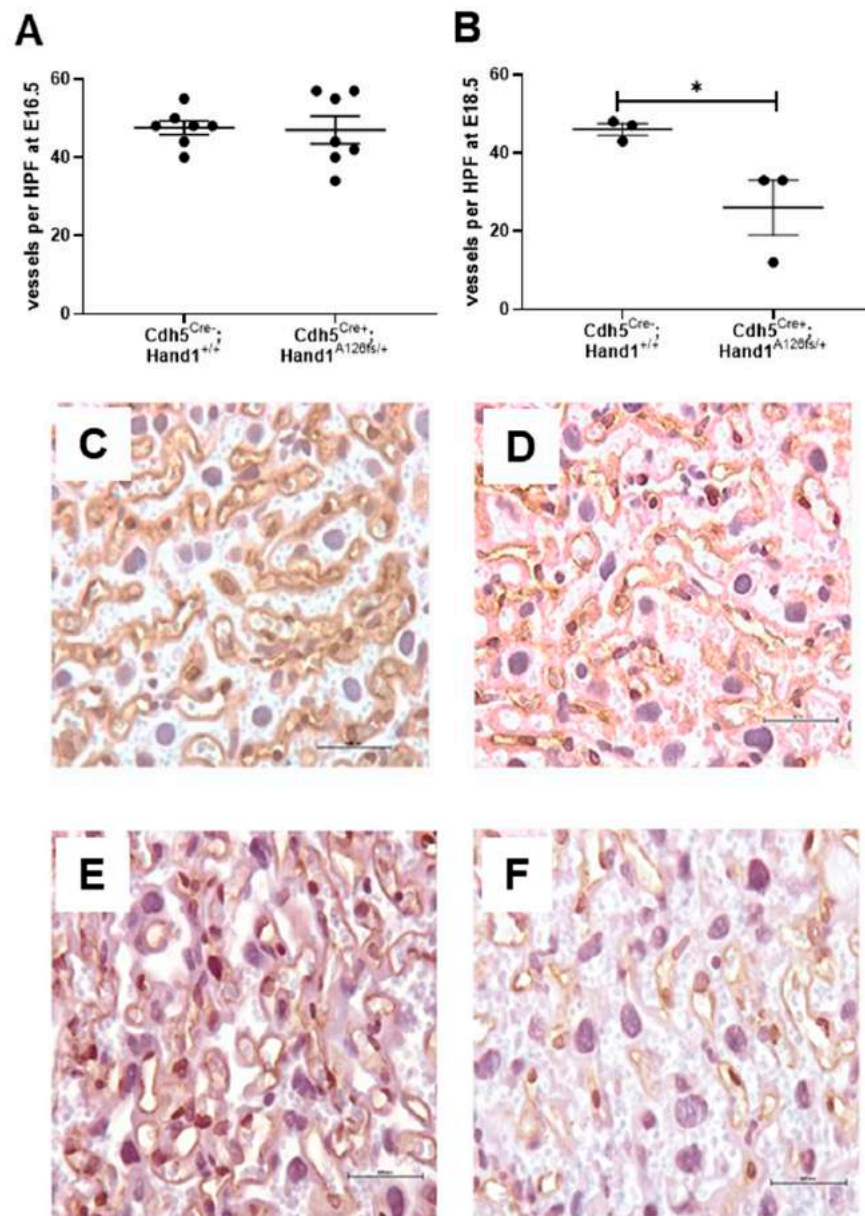 A
vessels per HPF at E16.5
60
40
20
0
Cdh5Cre-;
Hand1+/+
Cdh5Cre+;
Hand1A126fs/+
B
vessels per HPF at E18.5
60
40
20
0
*
Cdh5Cre-;
Hand1+/+
Cdh5Cre+;
Hand1A126fs/+
C
D
E
F